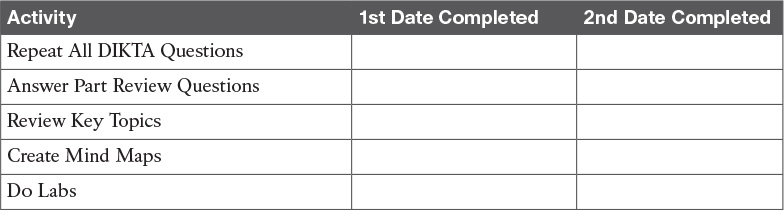 Activity 1st Date Completed 2nd Date Completed
Repeat All DIKTA Questions
Answer Part Review Questions
Review Key Topics
Create Mind Maps
Do Labs